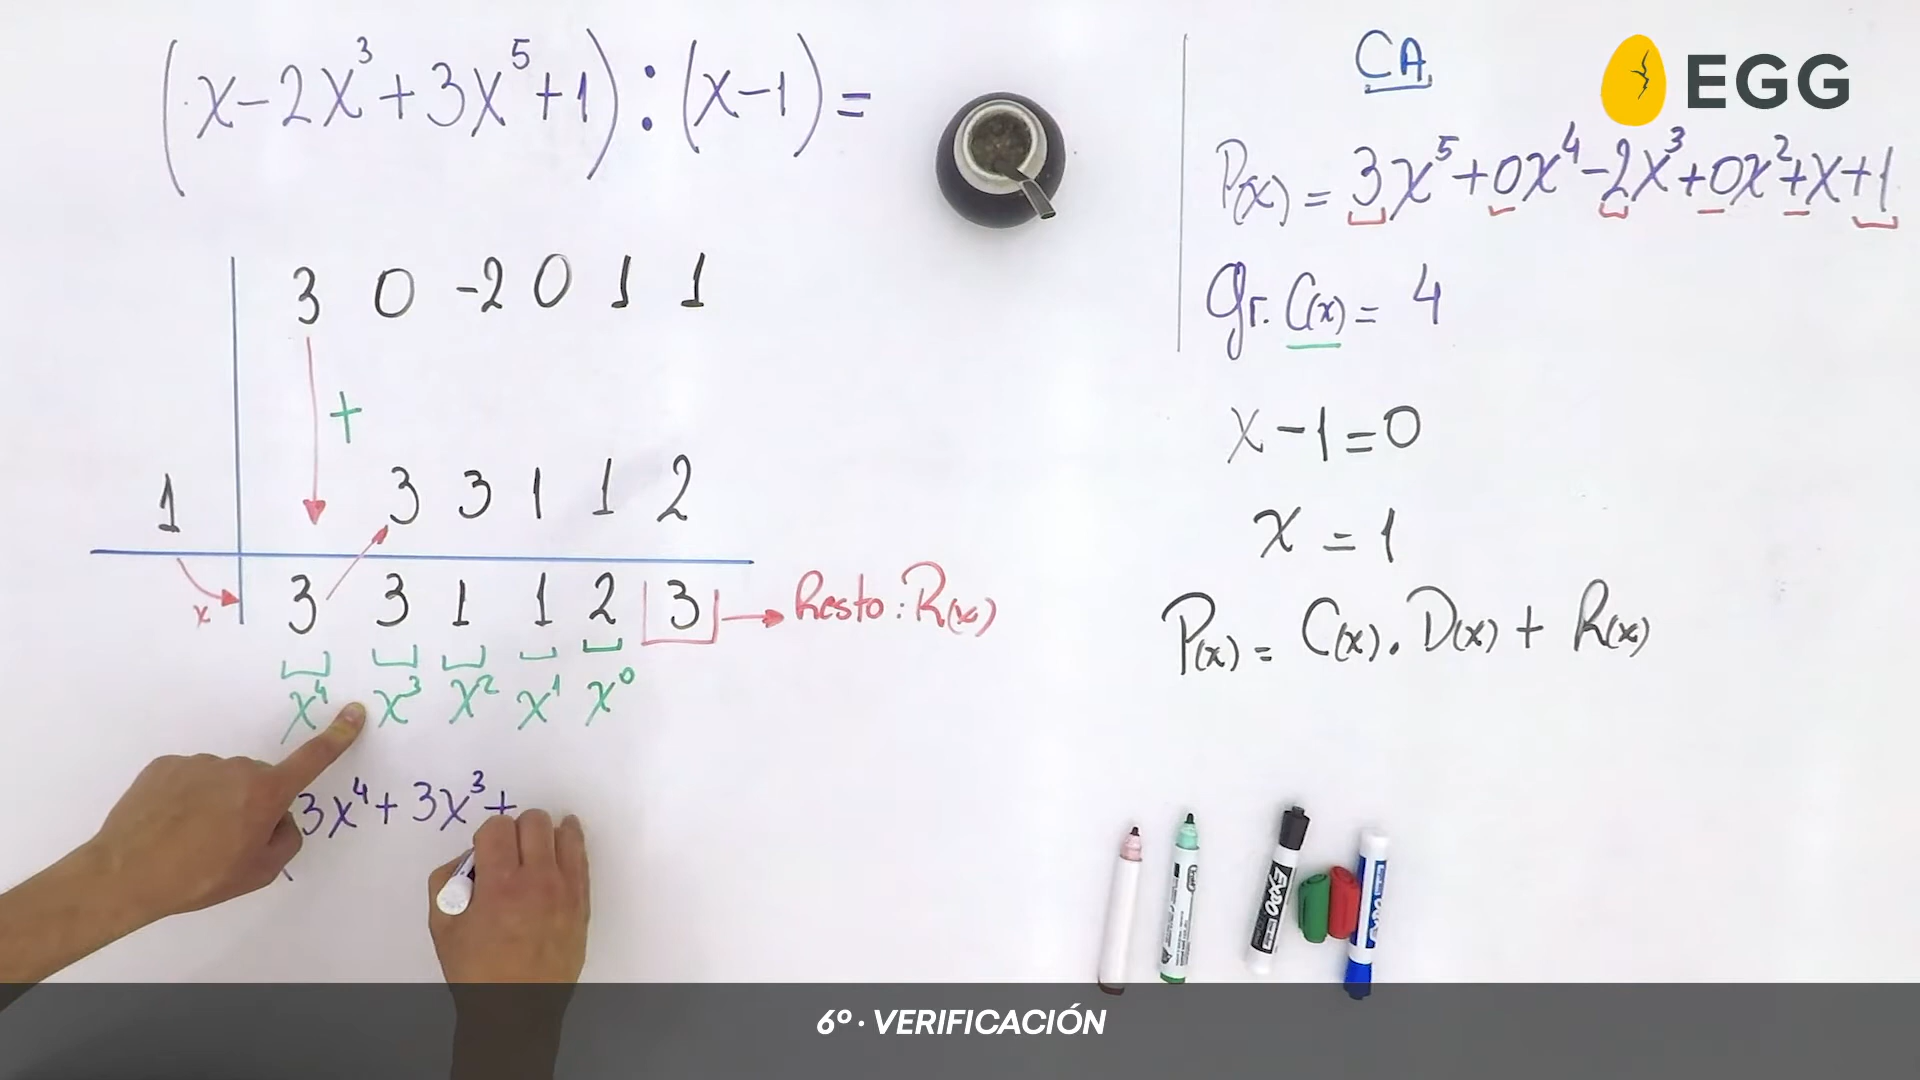 (x-2x³+3x⁵+1):(x-1)=
3 0 -2 0 1 1
+
1 3 3 1 1 2
x 3 3 1 1 2 3 → Resto: R(x)
x⁴ x³ x² x¹ x⁰
3x⁴+3x³+
CA
EGG
P(x) = 3x⁵+0x⁴-2x³+0x²+x+1
Gr. C(x) = 4
x-1=0
x=1
P(x) = C(x).D(x)+R(x)
EXPO
6º · VERIFICACIÓN